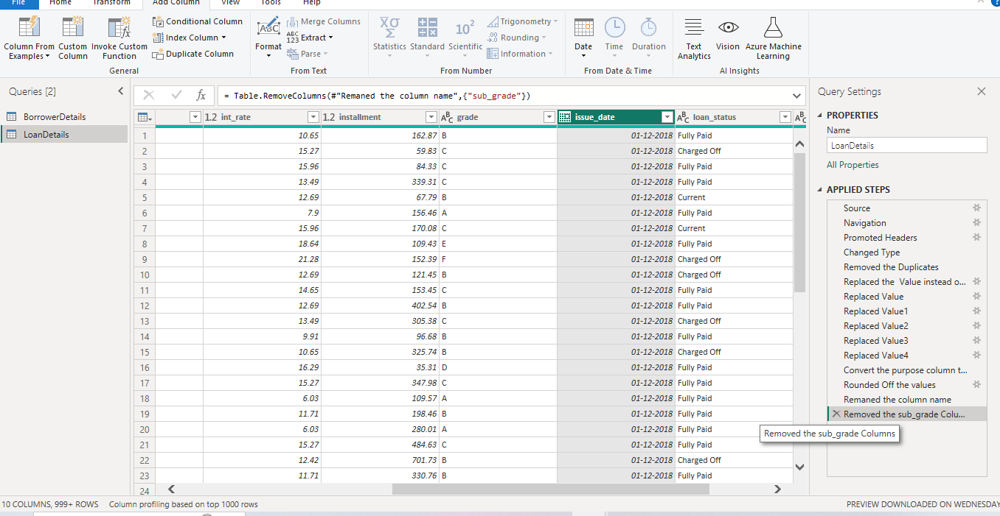 File Home Transform Add Column View Tools Help
Column From Examples
Custom Column
Invoke Custom Function
Conditional Column
Index Column
Duplicate Column
General
Format
Merge Columns
Extract
Parse
From Text
Statistics
Standard
Scientific
Trigonometry
Rounding
Information
From Number
Date
Time
Duration
From Date & Time
Text Analytics
Vision
Azure Machine Learning
AI Insights
Queries [2]
BorrowerDetails
LoanDetails
= Table.RemoveColumns(#"Remaned the column name",{"sub_grade"})
1.2 int_rate 1.2 installment ABC grade issue_date ABC loan_status ABC
1 10.65 162.87 B 01-12-2018 Fully Paid
2 15.27 59.83 C 01-12-2018 Charged Off
3 15.96 84.33 C 01-12-2018 Fully Paid
4 13.49 339.31 C 01-12-2018 Fully Paid
5 12.69 67.79 B 01-12-2018 Current
6 7.9 156.46 A 01-12-2018 Fully Paid
7 15.96 170.08 C 01-12-2018 Current
8 18.64 109.43 E 01-12-2018 Fully Paid
9 21.28 152.39 F 01-12-2018 Charged Off
10 12.69 121.45 B 01-12-2018 Charged Off
11 14.65 153.45 C 01-12-2018 Fully Paid
12 12.69 402.54 B 01-12-2018 Fully Paid
13 13.49 305.38 C 01-12-2018 Charged Off
14 9.91 96.68 B 01-12-2018 Fully Paid
15 10.65 325.74 B 01-12-2018 Charged Off
16 16.29 35.31 D 01-12-2018 Fully Paid
17 15.27 347.98 C 01-12-2018 Fully Paid
18 6.03 109.57 A 01-12-2018 Fully Paid
19 11.71 198.46 B 01-12-2018 Fully Paid
20 6.03 280.01 A 01-12-2018 Fully Paid
21 15.27 484.63 C 01-12-2018 Fully Paid
22 12.42 701.73 B 01-12-2018 Charged Off
23 11.71 330.76 B 01-12-2018 Fully Paid
24
Query Settings
PROPERTIES
Name
LoanDetails
All Properties
APPLIED STEPS
Source
Navigation
Promoted Headers
Changed Type
Removed the Duplicates
Replaced the Value instead o...
Replaced Value
Replaced Value1
Replaced Value2
Replaced Value3
Replaced Value4
Convert the purpose column t...
Rounded Off the values
Remaned the column name
Removed the sub_grade Colu...
Removed the sub_grade Columns
10 COLUMNS, 999+ ROWS Column profiling based on top 1000 rows
PREVIEW DOWNLOADED ON WEDNESDAY